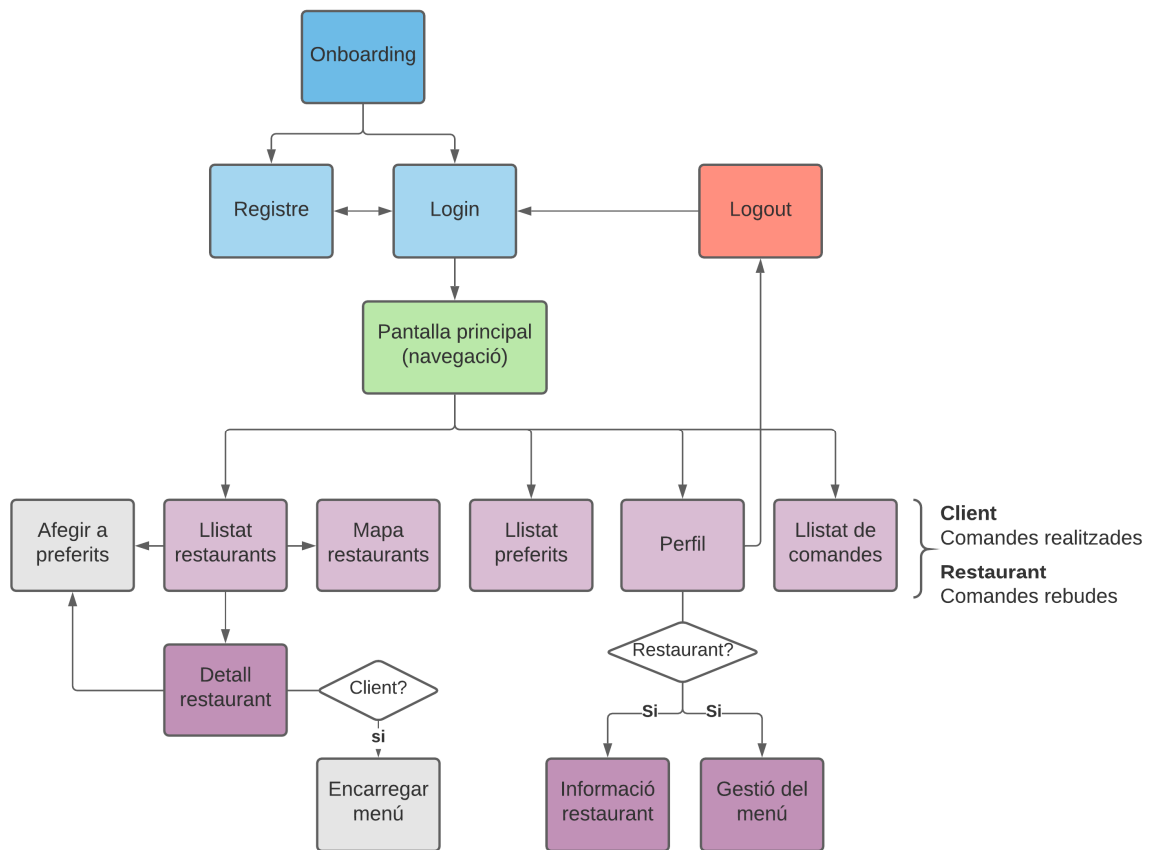 Onboarding
Registre
Login
Logout
Pantalla principal
(navegació)
Afegir a
preferits
Llistat
restaurants
Mapa
restaurants
Llistat
preferits
Perfil
Llistat de
comandes
Client
Comandes realitzades
Restaurant
Comandes rebudes
Detall
restaurant
Client?
si
Encarregar
menú
Restaurant?
Si
Si
Informació
restaurant
Gestió del
menú